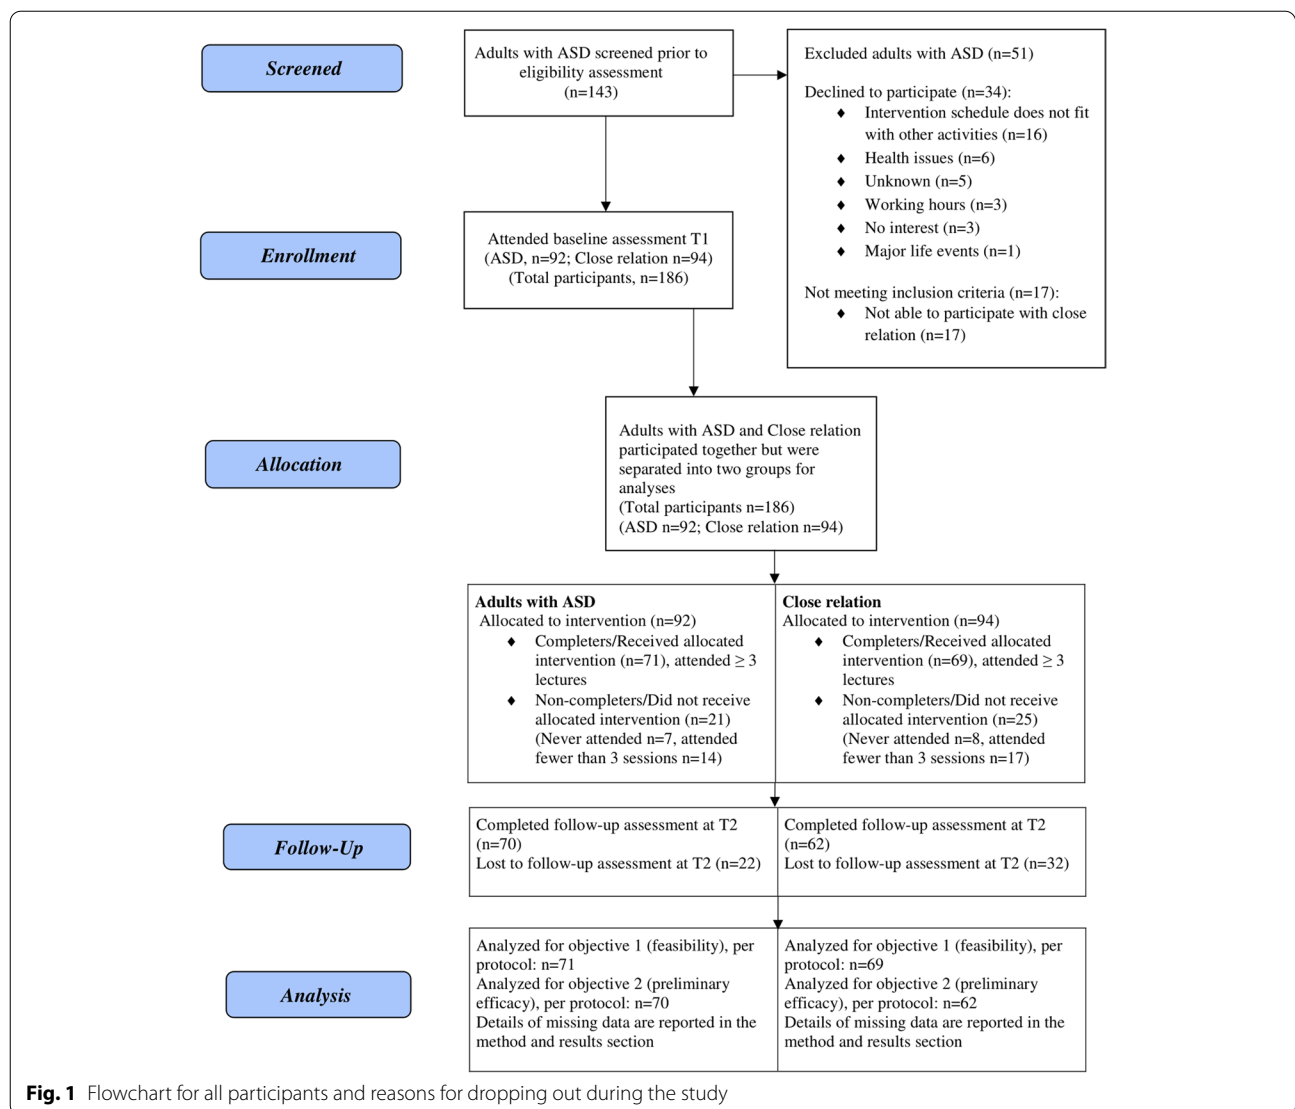 Screened
Adults with ASD screened prior to
eligibility assessment
(n=143)
Excluded adults with ASD (n=51)
Declined to participate (n=34):
♦ Intervention schedule does not fit
with other activities (n=16)
♦ Health issues (n=6)
♦ Unknown (n=5)
♦ Working hours (n=3)
♦ No interest (n=3)
♦ Major life events (n=1)
Not meeting inclusion criteria (n=17):
♦ Not able to participate with close
relation (n=17)
Enrollment
Attended baseline assessment T1
(ASD, n=92; Close relation n=94)
(Total participants, n=186)
Allocation
Adults with ASD and Close relation
participated together but were
separated into two groups for
analyses
(Total participants n=186)
(ASD n=92; Close relation n=94)
Adults with ASD
Allocated to intervention (n=92)
♦ Completers/Received allocated
intervention (n=71), attended ≥ 3
lectures
♦ Non-completers/Did not receive
allocated intervention (n=21)
(Never attended n=7, attended
fewer than 3 sessions n=14)
Close relation
Allocated to intervention (n=94)
♦ Completers/Received allocated
intervention (n=69), attended ≥ 3
lectures
♦ Non-completers/Did not receive
allocated intervention (n=25)
(Never attended n=8, attended
fewer than 3 sessions n=17)
Follow-Up
Completed follow-up assessment at T2
(n=70)
Lost to follow-up assessment at T2 (n=22)
Completed follow-up assessment at T2
(n=62)
Lost to follow-up assessment at T2 (n=32)
Analysis
Analyzed for objective 1 (feasibility), per
protocol: n=71
Analyzed for objective 2 (preliminary
efficacy), per protocol: n=70
Details of missing data are reported in the
method and results section
Analyzed for objective 1 (feasibility), per
protocol: n=69
Analyzed for objective 2 (preliminary
efficacy), per protocol: n=62
Details of missing data are reported in the
method and results section
Fig. 1 Flowchart for all participants and reasons for dropping out during the study